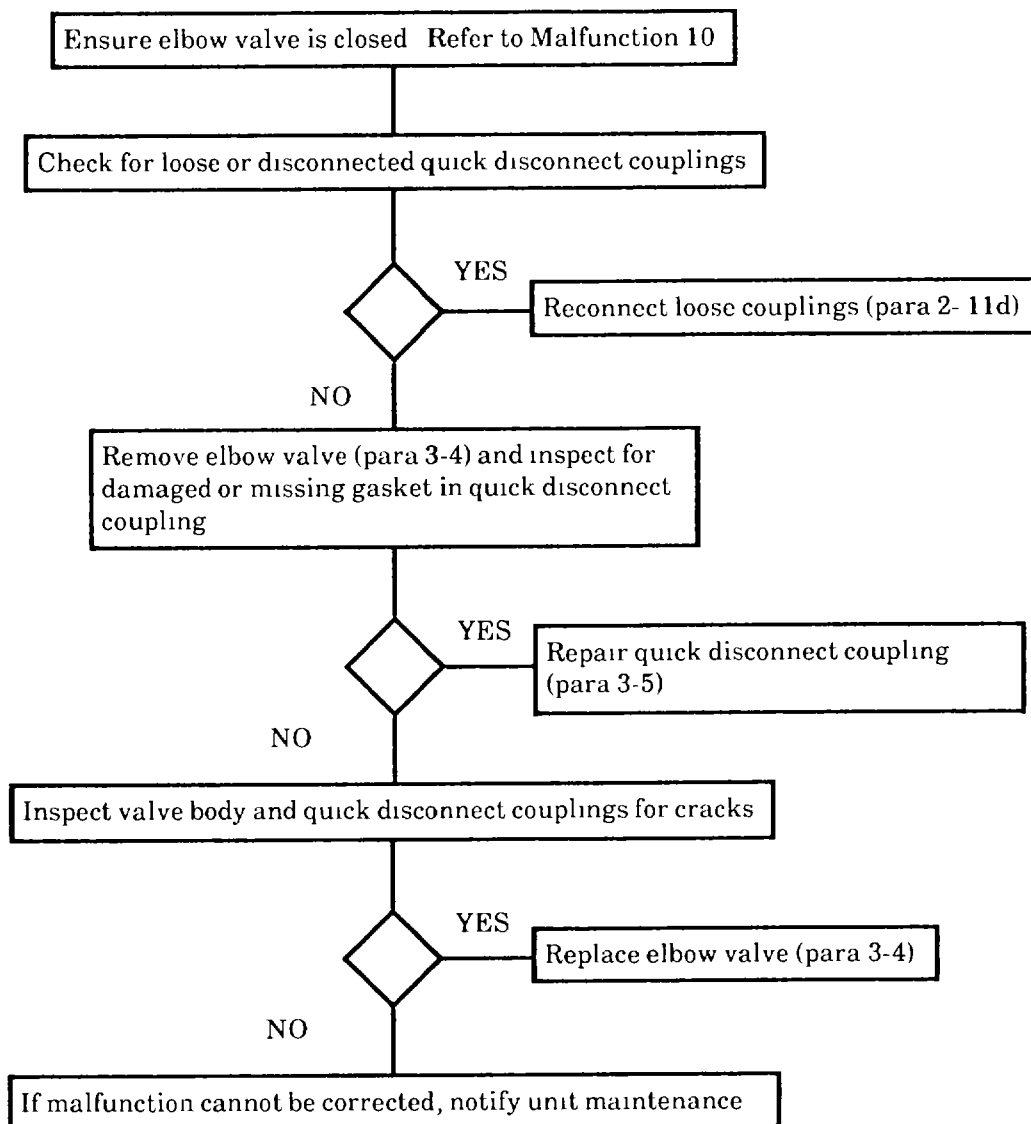 Ensure elbow valve is closed Refer to Malfunction 10
Check for loose or disconnected quick disconnect couplings
YES
Reconnect loose couplings (para 2- 11d)
NO
Remove elbow valve (para 3-4) and inspect for
damaged or missing gasket in quick disconnect
coupling
YES
Repair quick disconnect coupling
(para 3-5)
NO
Inspect valve body and quick disconnect couplings for cracks
YES
Replace elbow valve (para 3-4)
NO
If malfunction cannot be corrected, notify unit maintenance